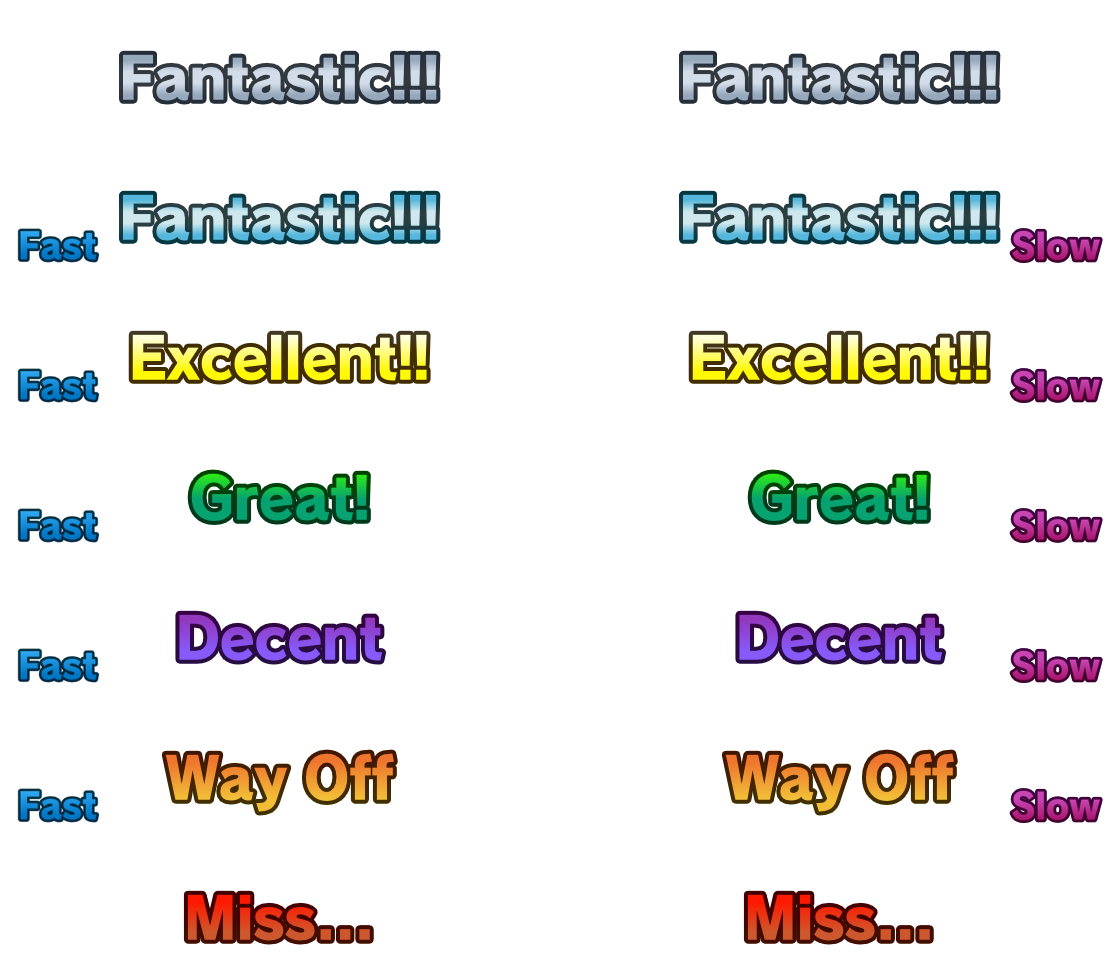 Fantastic!!! Fantastic!!!
Fast Fantastic!!! Fantastic!!! Slow
Fast Excellent!! Excellent!! Slow
Fast Great! Great! Slow
Fast Decent Decent Slow
Fast Way Off Way Off Slow
Miss... Miss...